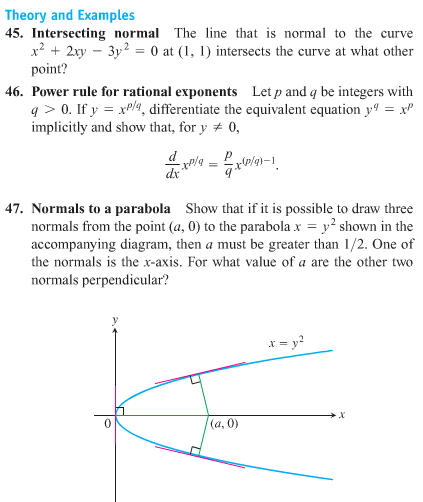 Theory and Examples
45. Intersecting normal The line that is normal to the curve
x² + 2xy − 3y² = 0 at (1, 1) intersects the curve at what other
point?
46. Power rule for rational exponents Let p and q be integers with
q > 0. If y = x^(p/q), differentiate the equivalent equation y^q = x^p
implicitly and show that, for y ≠ 0,
d/dx x^(p/q) = p/q x^((p/q)−1).
47. Normals to a parabola Show that if it is possible to draw three
normals from the point (a, 0) to the parabola x = y² shown in the
accompanying diagram, then a must be greater than 1/2. One of
the normals is the x-axis. For what value of a are the other two
normals perpendicular?
y
x = y²
x
0
(a, 0)